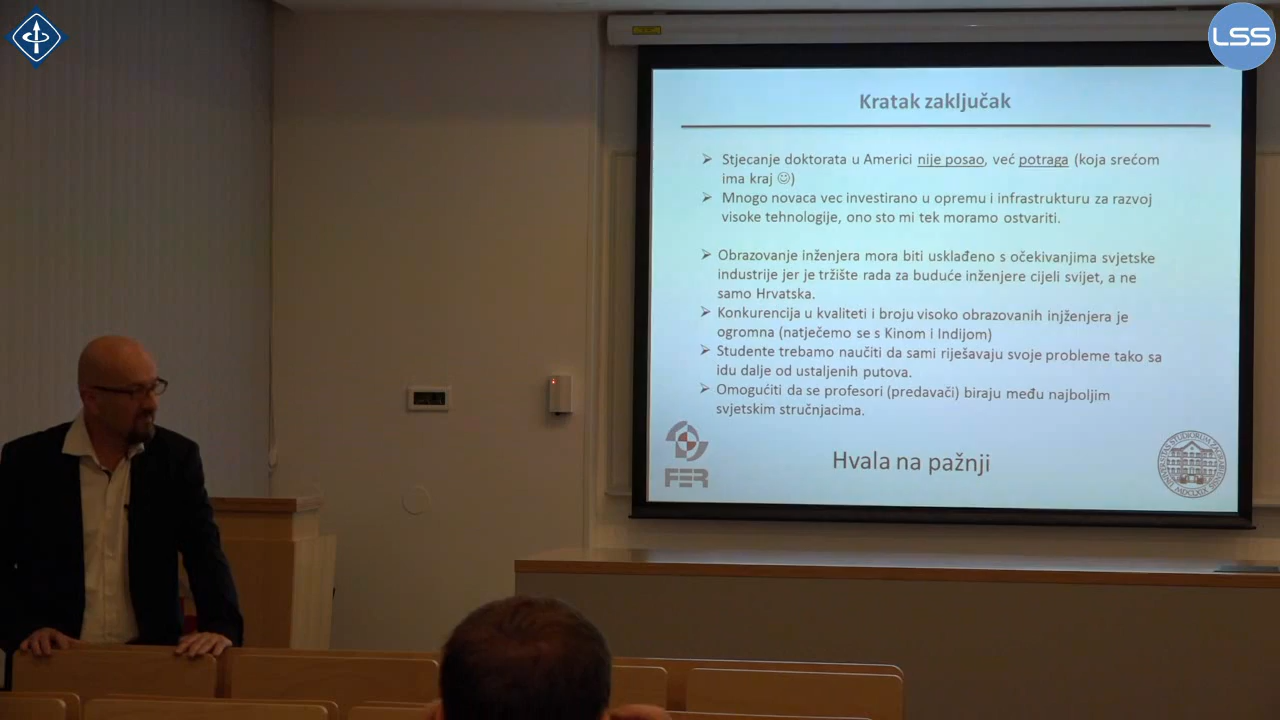 LSS
Kratak zaključak
➢ Stjecanje doktorata u Americi nije posao, već potraga (koja srećom
ima kraj ☺)
➢ Mnogo novaca vec investirano u opremu i infrastrukturu za razvoj
visoke tehnologije, ono sto mi tek moramo ostvariti.
➢ Obrazovanje inženjera mora biti usklađeno s očekivanjima svjetske
industrije jer je tržište rada za buduće inženjere cijeli svijet, a ne
samo Hrvatska.
➢ Konkurencija u kvaliteti i broju visoko obrazovanih injženjera je
ogromna (natječemo se s Kinom i Indijom)
➢ Studente trebamo naučiti da sami riješavaju svoje probleme tako sa
idu dalje od ustaljenih putova.
➢ Omogućiti da se profesori (predavači) biraju među najboljim
svjetskim stručnjacima.
FER
Hvala na pažnji